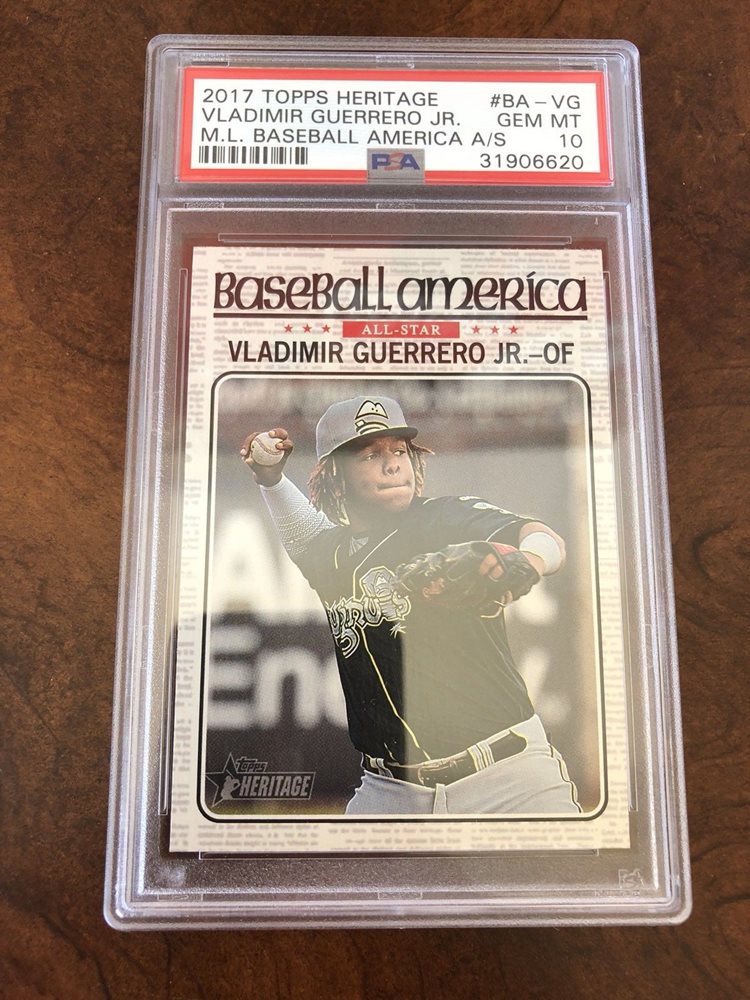 2017 TOPPS HERITAGE #BA-VG
VLADIMIR GUERRERO JR. GEM MT
M.L. BASEBALL AMERICA A/S 10
PSA 31906620
Baseball america
ALL-STAR
VLADIMIR GUERRERO JR.–OF
En
Topps
HERITAGE